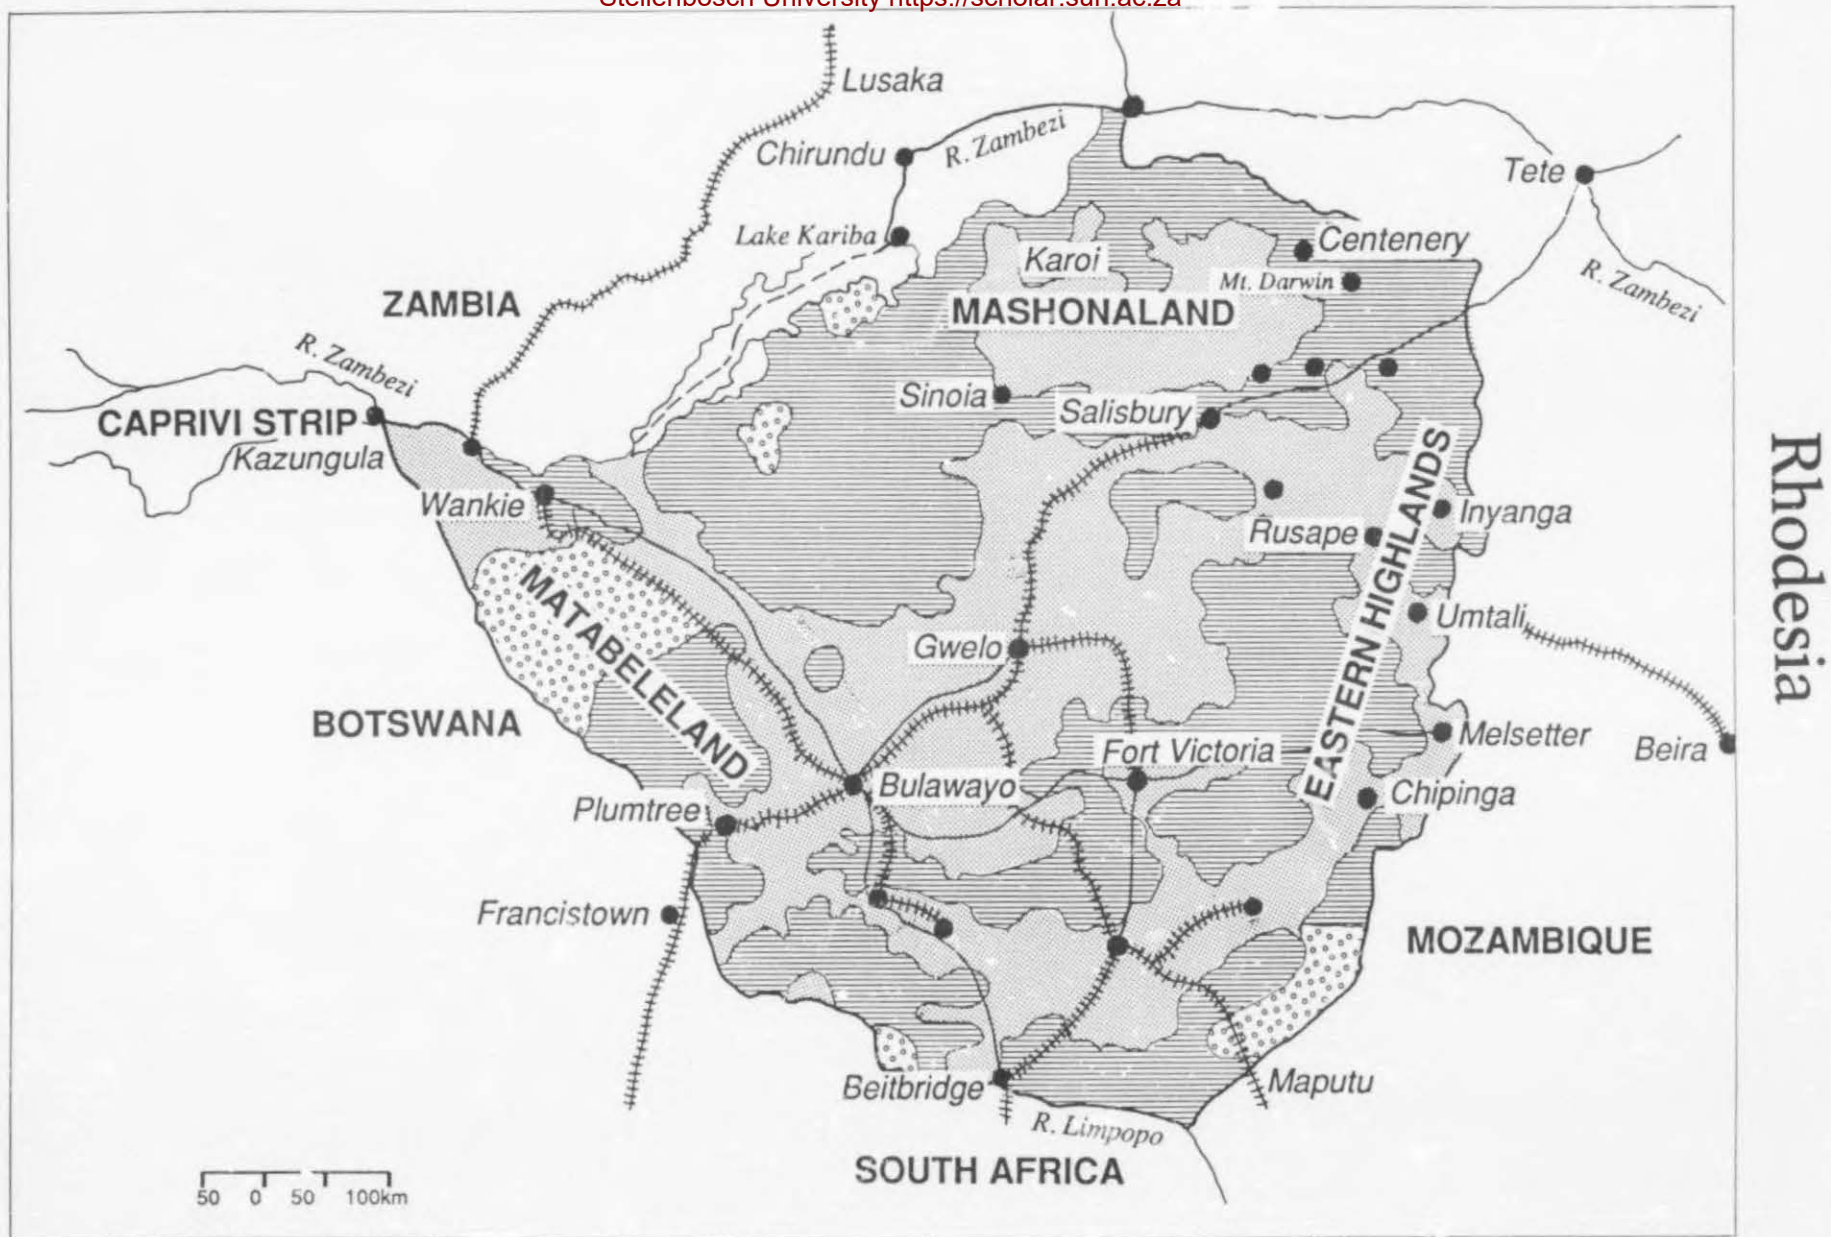 Stellenbosch University https://scholar.sun.ac.za
Lusaka
Chirundu
R. Zambezi
Tete
Lake Kariba
Centenery
Karoi
R. Zambezi
Mt. Darwin
ZAMBIA
MASHONALAND
R. Zambezi
Sinoia
Salisbury
CAPRIVI STRIP
Kazungula
Wankie
Inyanga
Rusape
EASTERN HIGHLANDS
MATABELELAND
Umtali
Gwelo
BOTSWANA
Fort Victoria
Melsetter
Beira
Bulawayo
Chipinga
Plumtree
Francistown
MOZAMBIQUE
Beitbridge
Maputu
R. Limpopo
SOUTH AFRICA
50 0 50 100km
Rhodesia